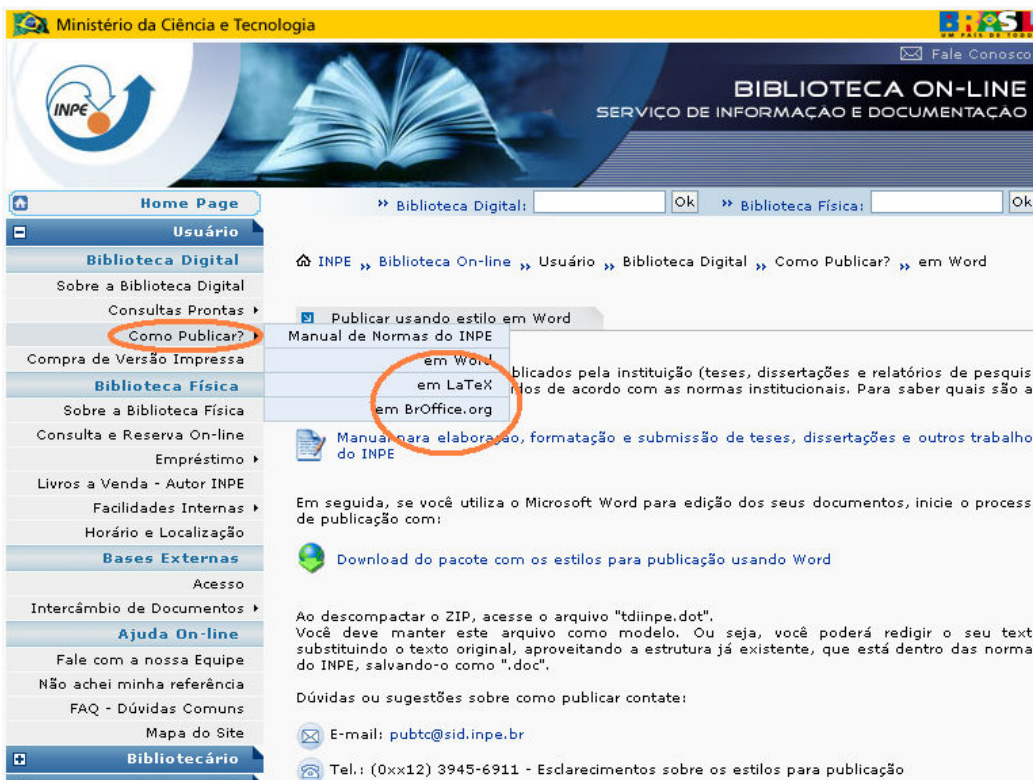 Ministério da Ciência e Tecnologia
BRASIL
UM PAÍS DE TODO
Fale Conosco
INPE
BIBLIOTECA ON-LINE
SERVIÇO DE INFORMAÇÃO E DOCUMENTAÇÃO
Home Page
›› Biblioteca Digital: Ok ›› Biblioteca Física: Ok
Usuário
Biblioteca Digital
Sobre a Biblioteca Digital
Consultas Prontas
Como Publicar?
Compra de Versão Impressa
Biblioteca Física
Sobre a Biblioteca Física
Consulta e Reserva On-line
Empréstimo
Livros a Venda - Autor INPE
Facilidades Internas
Horário e Localização
Bases Externas
Acesso
Intercâmbio de Documentos
Ajuda On-line
Fale com a nossa Equipe
Não achei minha referência
FAQ - Dúvidas Comuns
Mapa do Site
Bibliotecário
Manual de Normas do INPE
em Word
em LaTeX
em BrOffice.org
INPE ›› Biblioteca On-line ›› Usuário ›› Biblioteca Digital ›› Como Publicar? ›› em Word
Publicar usando estilo em Word
blicados pela instituição (teses, dissertações e relatórios de pesquis
dos de acordo com as normas institucionais. Para saber quais são a
Manual para elaboração, formatação e submissão de teses, dissertações e outros trabalho
do INPE
Em seguida, se você utiliza o Microsoft Word para edição dos seus documentos, inicie o process
de publicação com:
Download do pacote com os estilos para publicação usando Word
Ao descompactar o ZIP, acesse o arquivo "tdiinpe.dot".
Você deve manter este arquivo como modelo. Ou seja, você poderá redigir o seu text
substituindo o texto original, aproveitando a estrutura já existente, que está dentro das norma
do INPE, salvando-o como ".doc".
Dúvidas ou sugestões sobre como publicar contate:
E-mail: pubtc@sid.inpe.br
Tel.: (0xx12) 3945-6911 - Esclarecimentos sobre os estilos para publicação